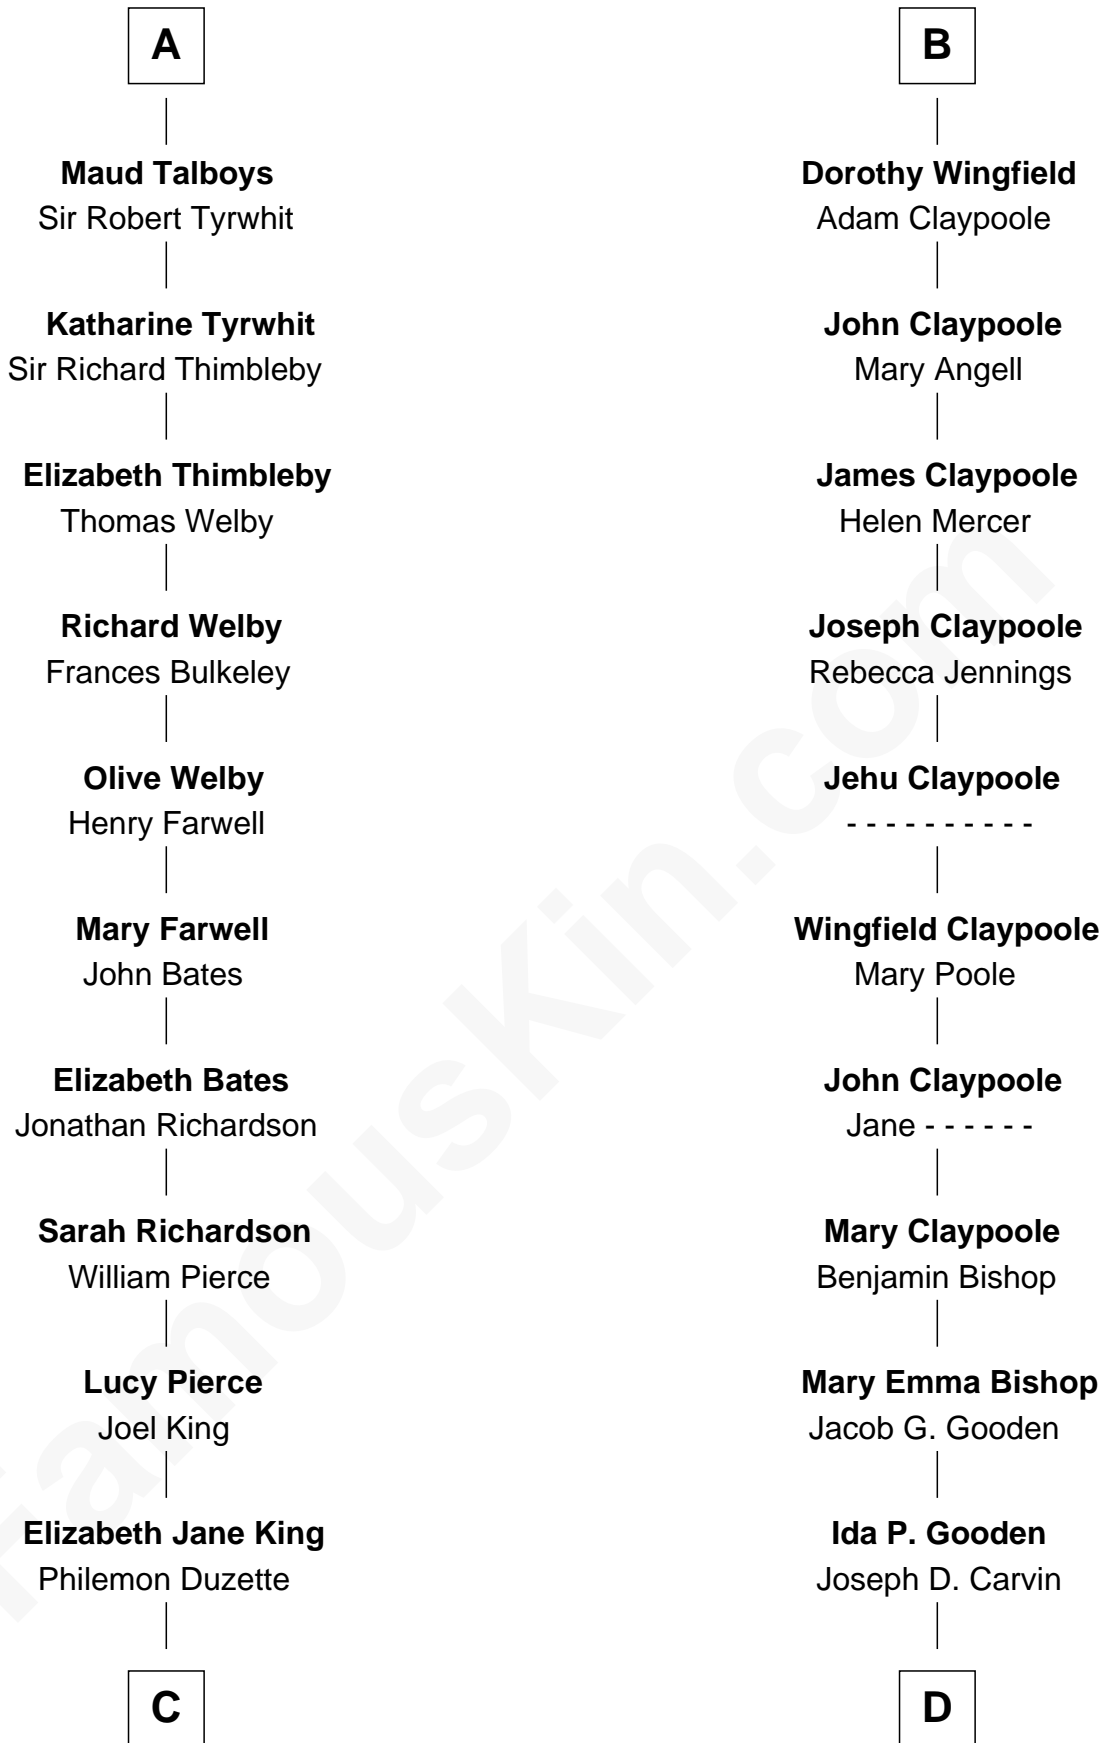 A
Maud Talboys
Sir Robert Tyrwhit
Katharine Tyrwhit
Sir Richard Thimbleby
Elizabeth Thimbleby
Thomas Welby
Richard Welby
Frances Bulkeley
Olive Welby
Henry Farwell
Mary Farwell
John Bates
Elizabeth Bates
Jonathan Richardson
Sarah Richardson
William Pierce
Lucy Pierce
Joel King
Elizabeth Jane King
Philemon Duzette
C
B
Dorothy Wingfield
Adam Claypoole
John Claypoole
Mary Angell
James Claypoole
Helen Mercer
Joseph Claypoole
Rebecca Jennings
Jehu Claypoole
- - - - - - - - - -
Wingfield Claypoole
Mary Poole
John Claypoole
Jane - - - - - -
Mary Claypoole
Benjamin Bishop
Mary Emma Bishop
Jacob G. Gooden
Ida P. Gooden
Joseph D. Carvin
D
FamousKin.com